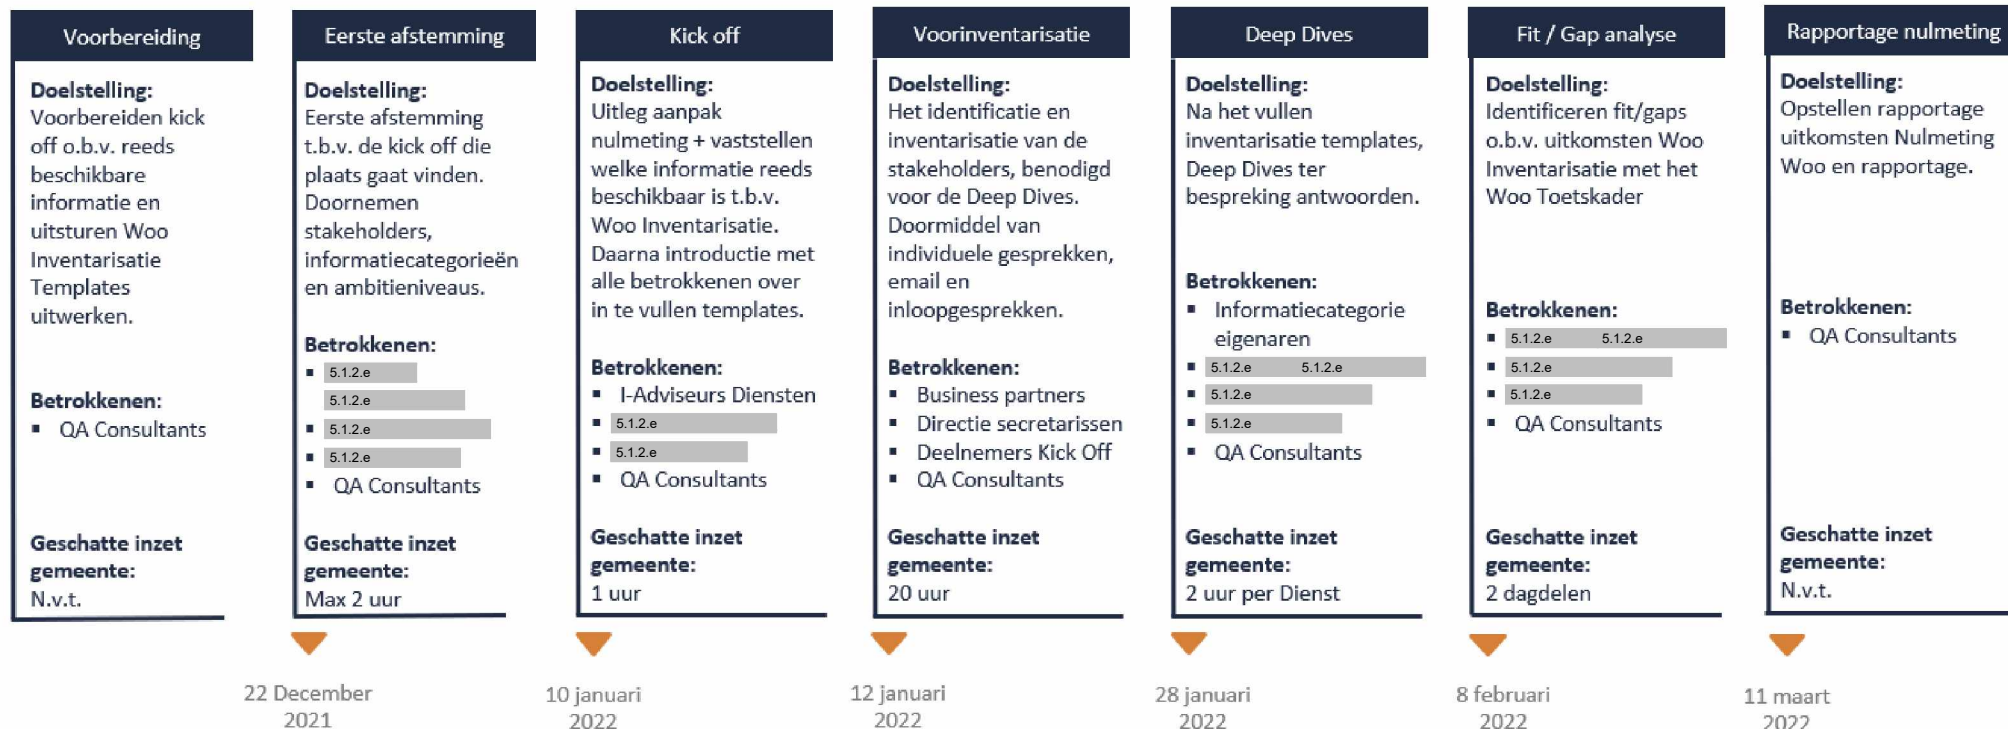 Voorbereiding
Doelstelling:
Voorbereiden kick
off o.b.v. reeds
beschikbare
informatie en
uitsturen Woo
Inventarisatie
Templates
uitwerken.
Betrokkenen:
▪ QA Consultants
Geschatte inzet
gemeente:
N.v.t.
Eerste afstemming
Doelstelling:
Eerste afstemming
t.b.v. de kick off die
plaats gaat vinden.
Doornemen
stakeholders,
informatiecategorieën
en ambitieniveaus.
Betrokkenen:
▪ 5.1.2.e
5.1.2.e
▪ 5.1.2.e
▪ 5.1.2.e
▪ QA Consultants
Geschatte inzet
gemeente:
Max 2 uur
22 December
2021
Kick off
Doelstelling:
Uitleg aanpak
nulmeting + vaststellen
welke informatie reeds
beschikbaar is t.b.v.
Woo Inventarisatie.
Daarna introductie met
alle betrokkenen over
in te vullen templates.
Betrokkenen:
▪ I-Adviseurs Diensten
▪ 5.1.2.e
▪ 5.1.2.e
▪ QA Consultants
Geschatte inzet
gemeente:
1 uur
10 januari
2022
Voorinventarisatie
Doelstelling:
Het identificatie en
inventarisatie van de
stakeholders, benodigd
voor de Deep Dives.
Doormiddel van
individuele gesprekken,
email en
inloopgesprekken.
Betrokkenen:
▪ Business partners
▪ Directie secretarissen
▪ Deelnemers Kick Off
▪ QA Consultants
Geschatte inzet
gemeente:
20 uur
12 januari
2022
Deep Dives
Doelstelling:
Na het vullen
inventarisatie templates,
Deep Dives ter
bespreking antwoorden.
Betrokkenen:
▪ Informatiecategorie
eigenaren
▪ 5.1.2.e 5.1.2.e
▪ 5.1.2.e
▪ 5.1.2.e
▪ QA Consultants
Geschatte inzet
gemeente:
2 uur per Dienst
28 januari
2022
Fit / Gap analyse
Doelstelling:
Identificeren fit/gaps
o.b.v. uitkomsten Woo
Inventarisatie met het
Woo Toetskader
Betrokkenen:
▪ 5.1.2.e 5.1.2.e
▪ 5.1.2.e
▪ 5.1.2.e
▪ QA Consultants
Geschatte inzet
gemeente:
2 dagdelen
8 februari
2022
Rapportage nulmeting
Doelstelling:
Opstellen rapportage
uitkomsten Nulmeting
Woo en rapportage.
Betrokkenen:
▪ QA Consultants
Geschatte inzet
gemeente:
N.v.t.
11 maart
2022